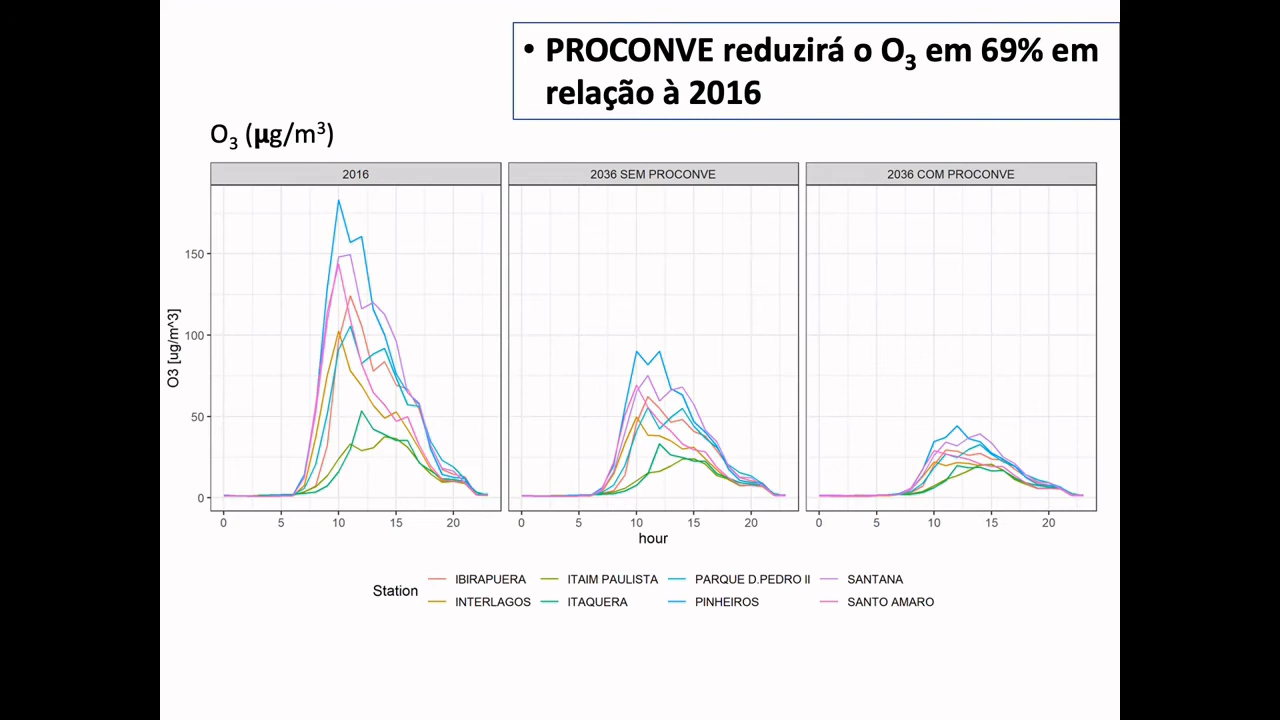 • PROCONVE reduzirá o O₃ em 69% em
relação à 2016
O₃ (µg/m³)
2016
2036 SEM PROCONVE
2036 COM PROCONVE
O3 [ug/m^3]
150
100
50
0
0 5 10 15 20
0 5 10 15 20
0 5 10 15 20
hour
Station
IBIRAPUERA ITAIM PAULISTA PARQUE D.PEDRO II SANTANA
INTERLAGOS ITAQUERA PINHEIROS SANTO AMARO